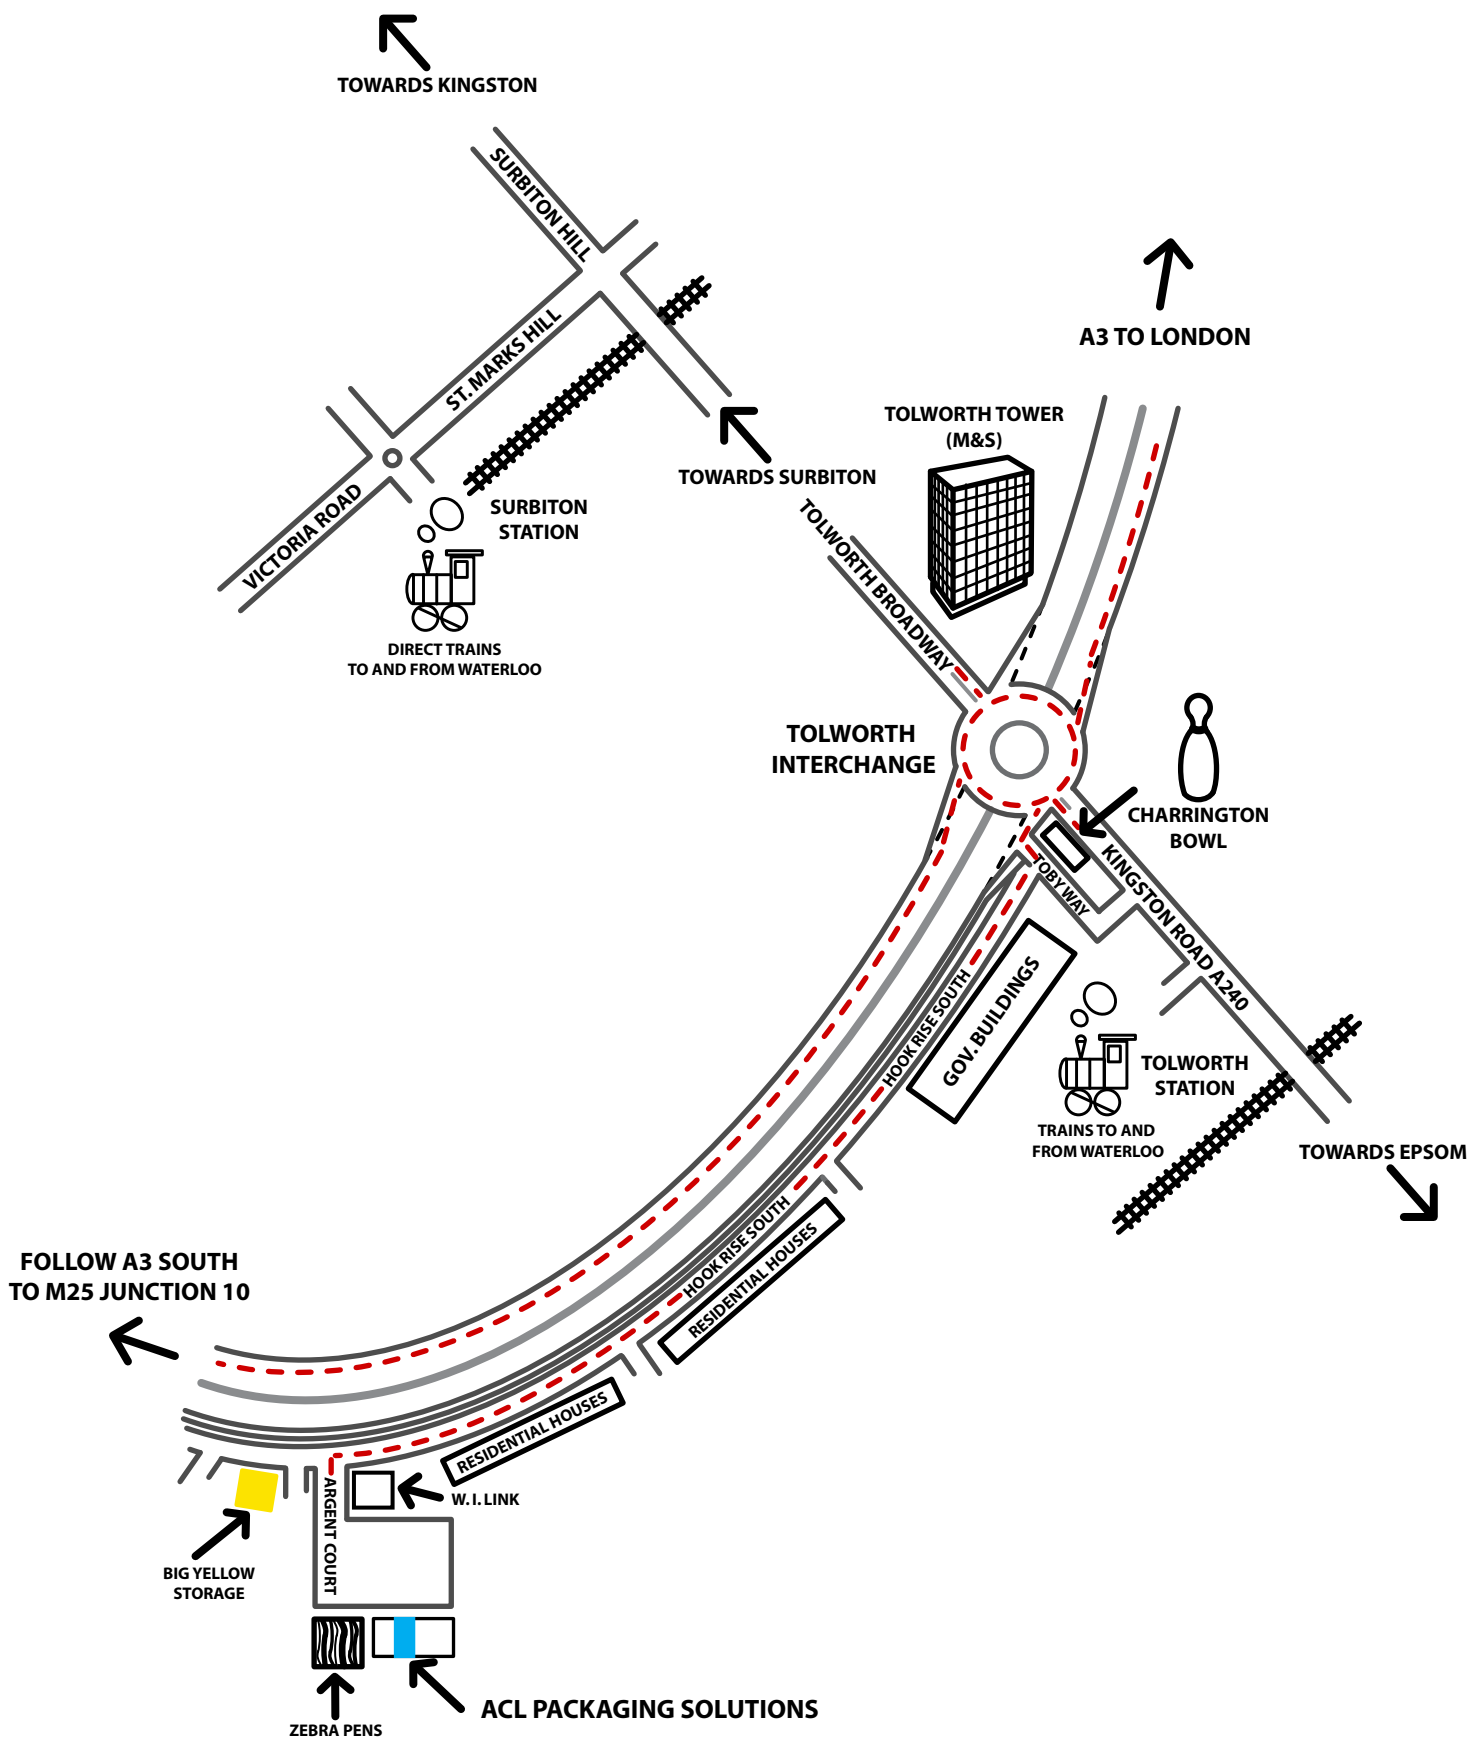 TOWARDS KINGSTON
SURBITON HILL
ST. MARKS HILL
A3 TO LONDON
TOLWORTH TOWER
(M&S)
TOWARDS SURBITON
VICTORIA ROAD
SURBITON
STATION
TOLWORTH BROADWAY
DIRECT TRAINS
TO AND FROM WATERLOO
TOLWORTH
INTERCHANGE
CHARRINGTON
BOWL
TOBY WAY
KINGSTON ROAD A240
HOOK RISE SOUTH
GOV. BUILDINGS
TOLWORTH
STATION
TRAINS TO AND
FROM WATERLOO
TOWARDS EPSOM
HOOK RISE SOUTH
RESIDENTIAL HOUSES
FOLLOW A3 SOUTH
TO M25 JUNCTION 10
RESIDENTIAL HOUSES
W. I. LINK
ARGENT COURT
BIG YELLOW
STORAGE
ACL PACKAGING SOLUTIONS
ZEBRA PENS